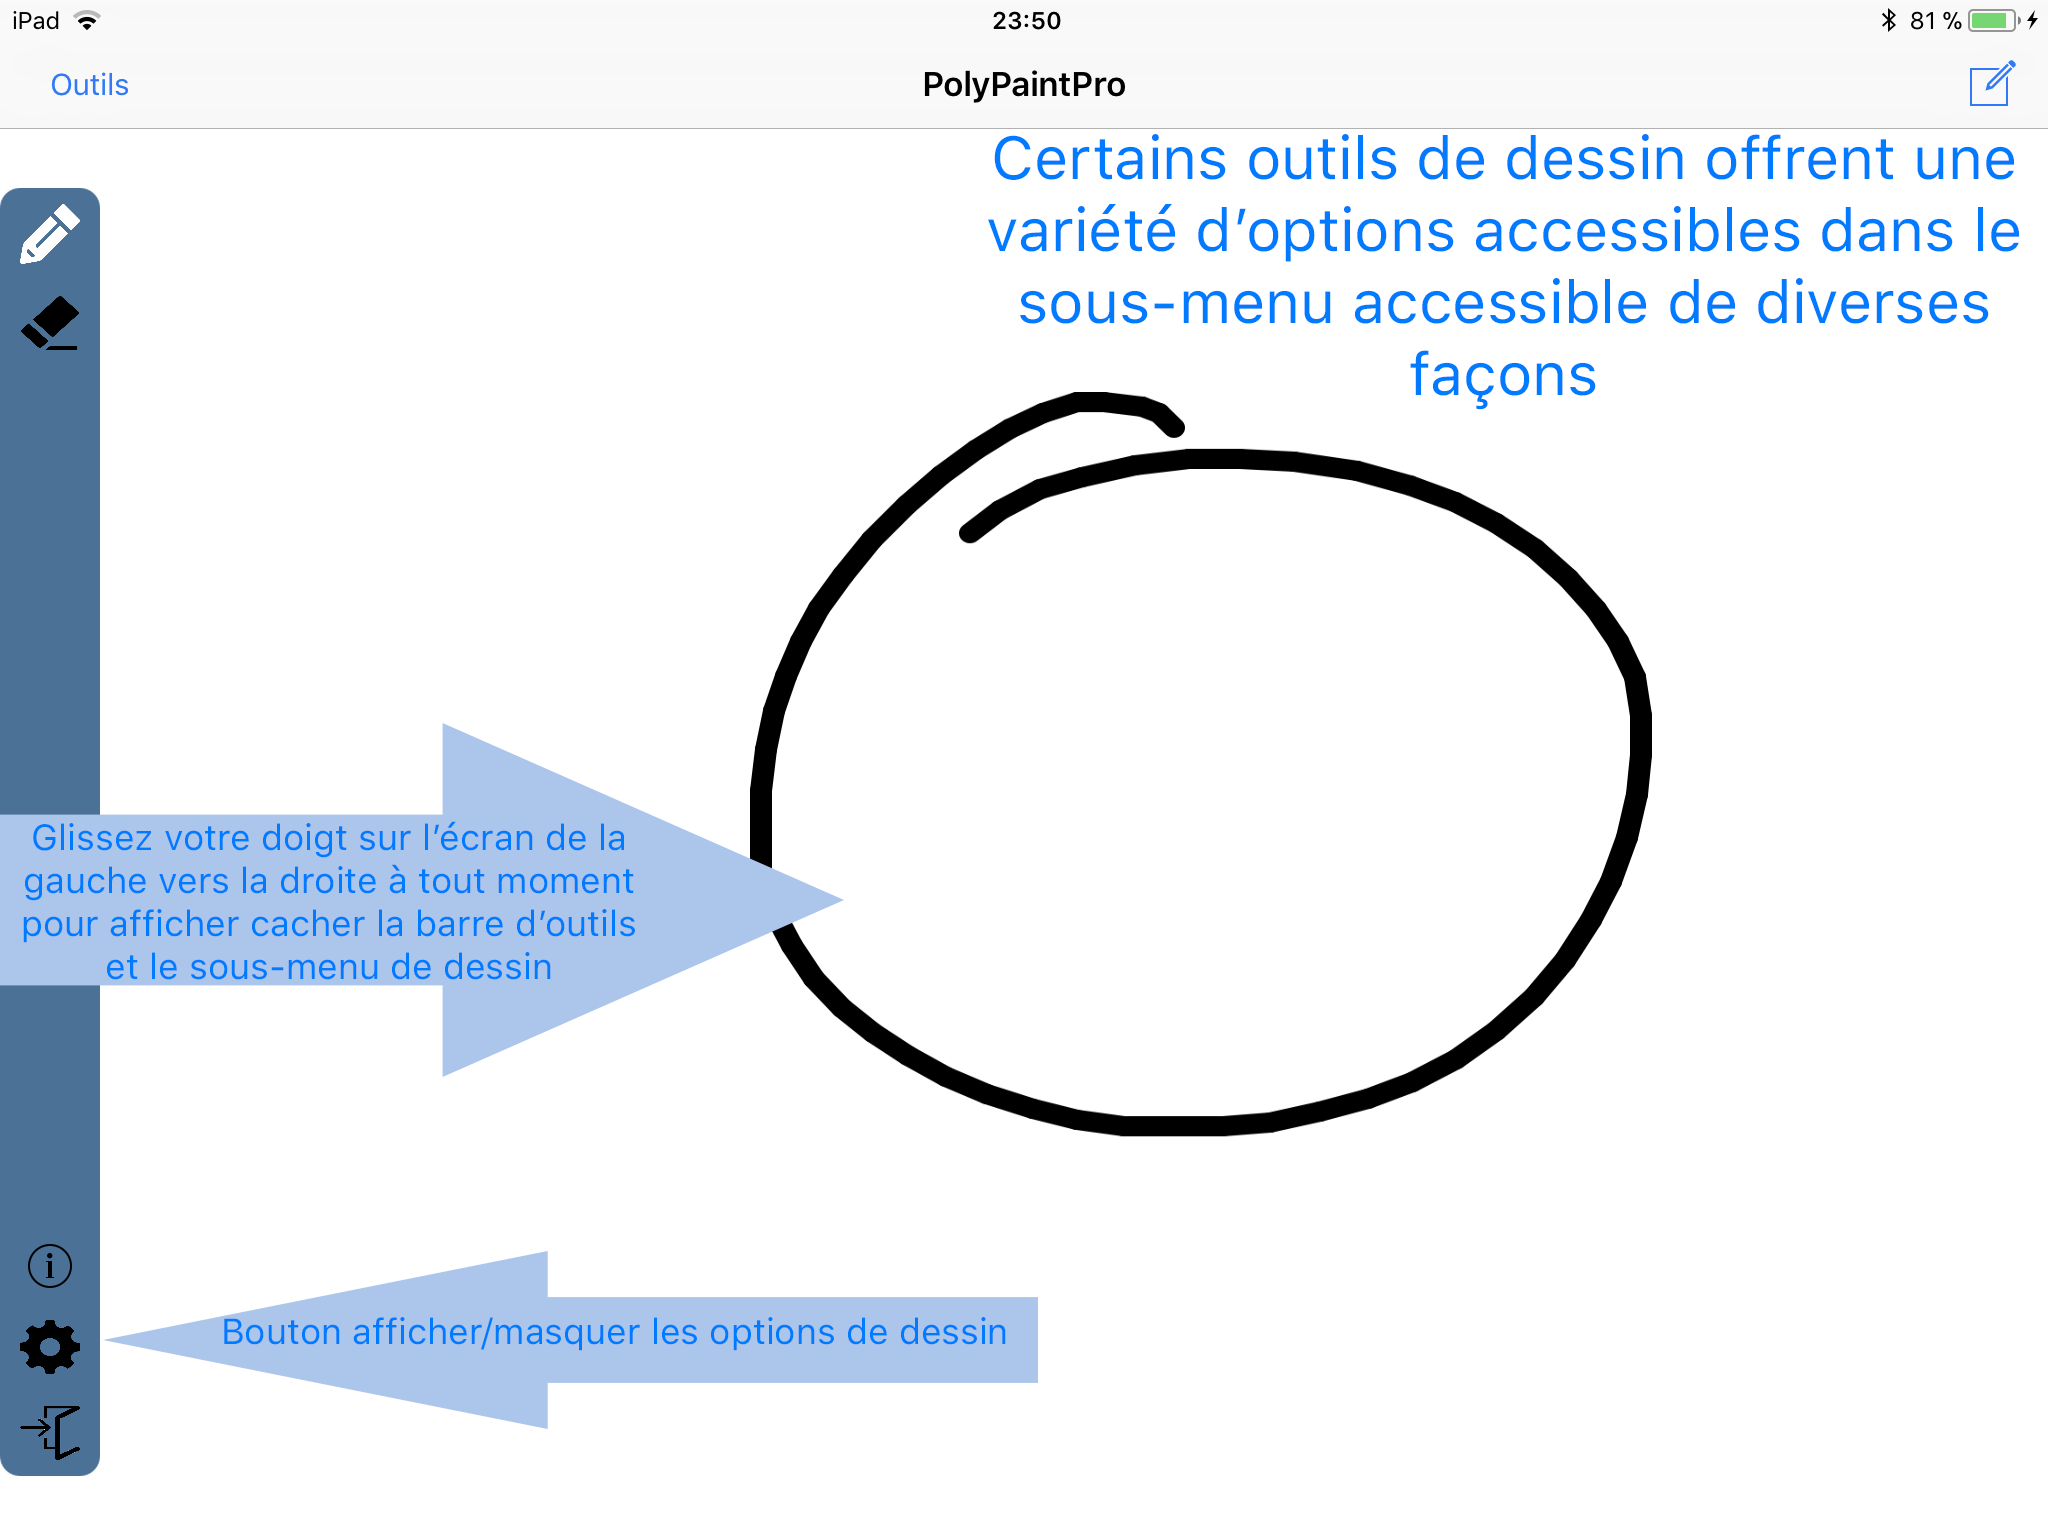 iPad
23:50
81 %
Outils
PolyPaintPro
Certains outils de dessin offrent une
variété d’options accessibles dans le
sous-menu accessible de diverses
façons
Glissez votre doigt sur l’écran de la
gauche vers la droite à tout moment
pour afficher cacher la barre d’outils
et le sous-menu de dessin
i
Bouton afficher/masquer les options de dessin